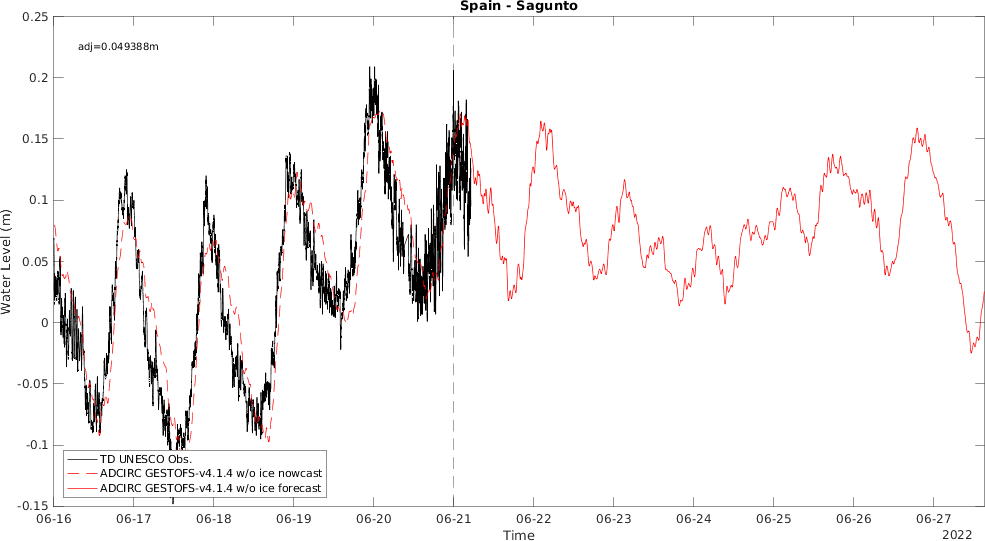 Spain - Sagunto
adj=0.049388m
Water Level (m)
0.25
0.2
0.15
0.1
0.05
0
-0.05
-0.1
-0.15
TD UNESCO Obs.
ADCIRC GESTOFS-v4.1.4 w/o ice nowcast
ADCIRC GESTOFS-v4.1.4 w/o ice forecast
06-16 06-17 06-18 06-19 06-20 06-21 06-22 06-23 06-24 06-25 06-26 06-27
Time
2022